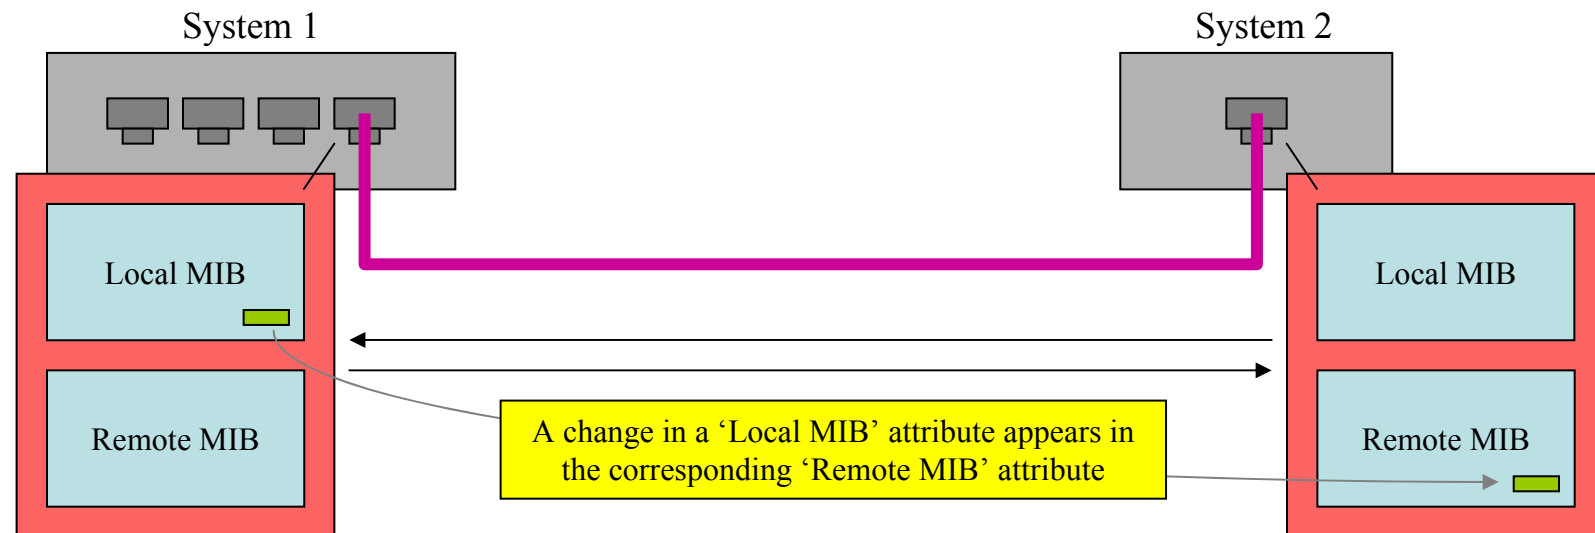 System 1
System 2
Local MIB
Local MIB
Remote MIB
A change in a ‘Local MIB’ attribute appears in
the corresponding ‘Remote MIB’ attribute
Remote MIB